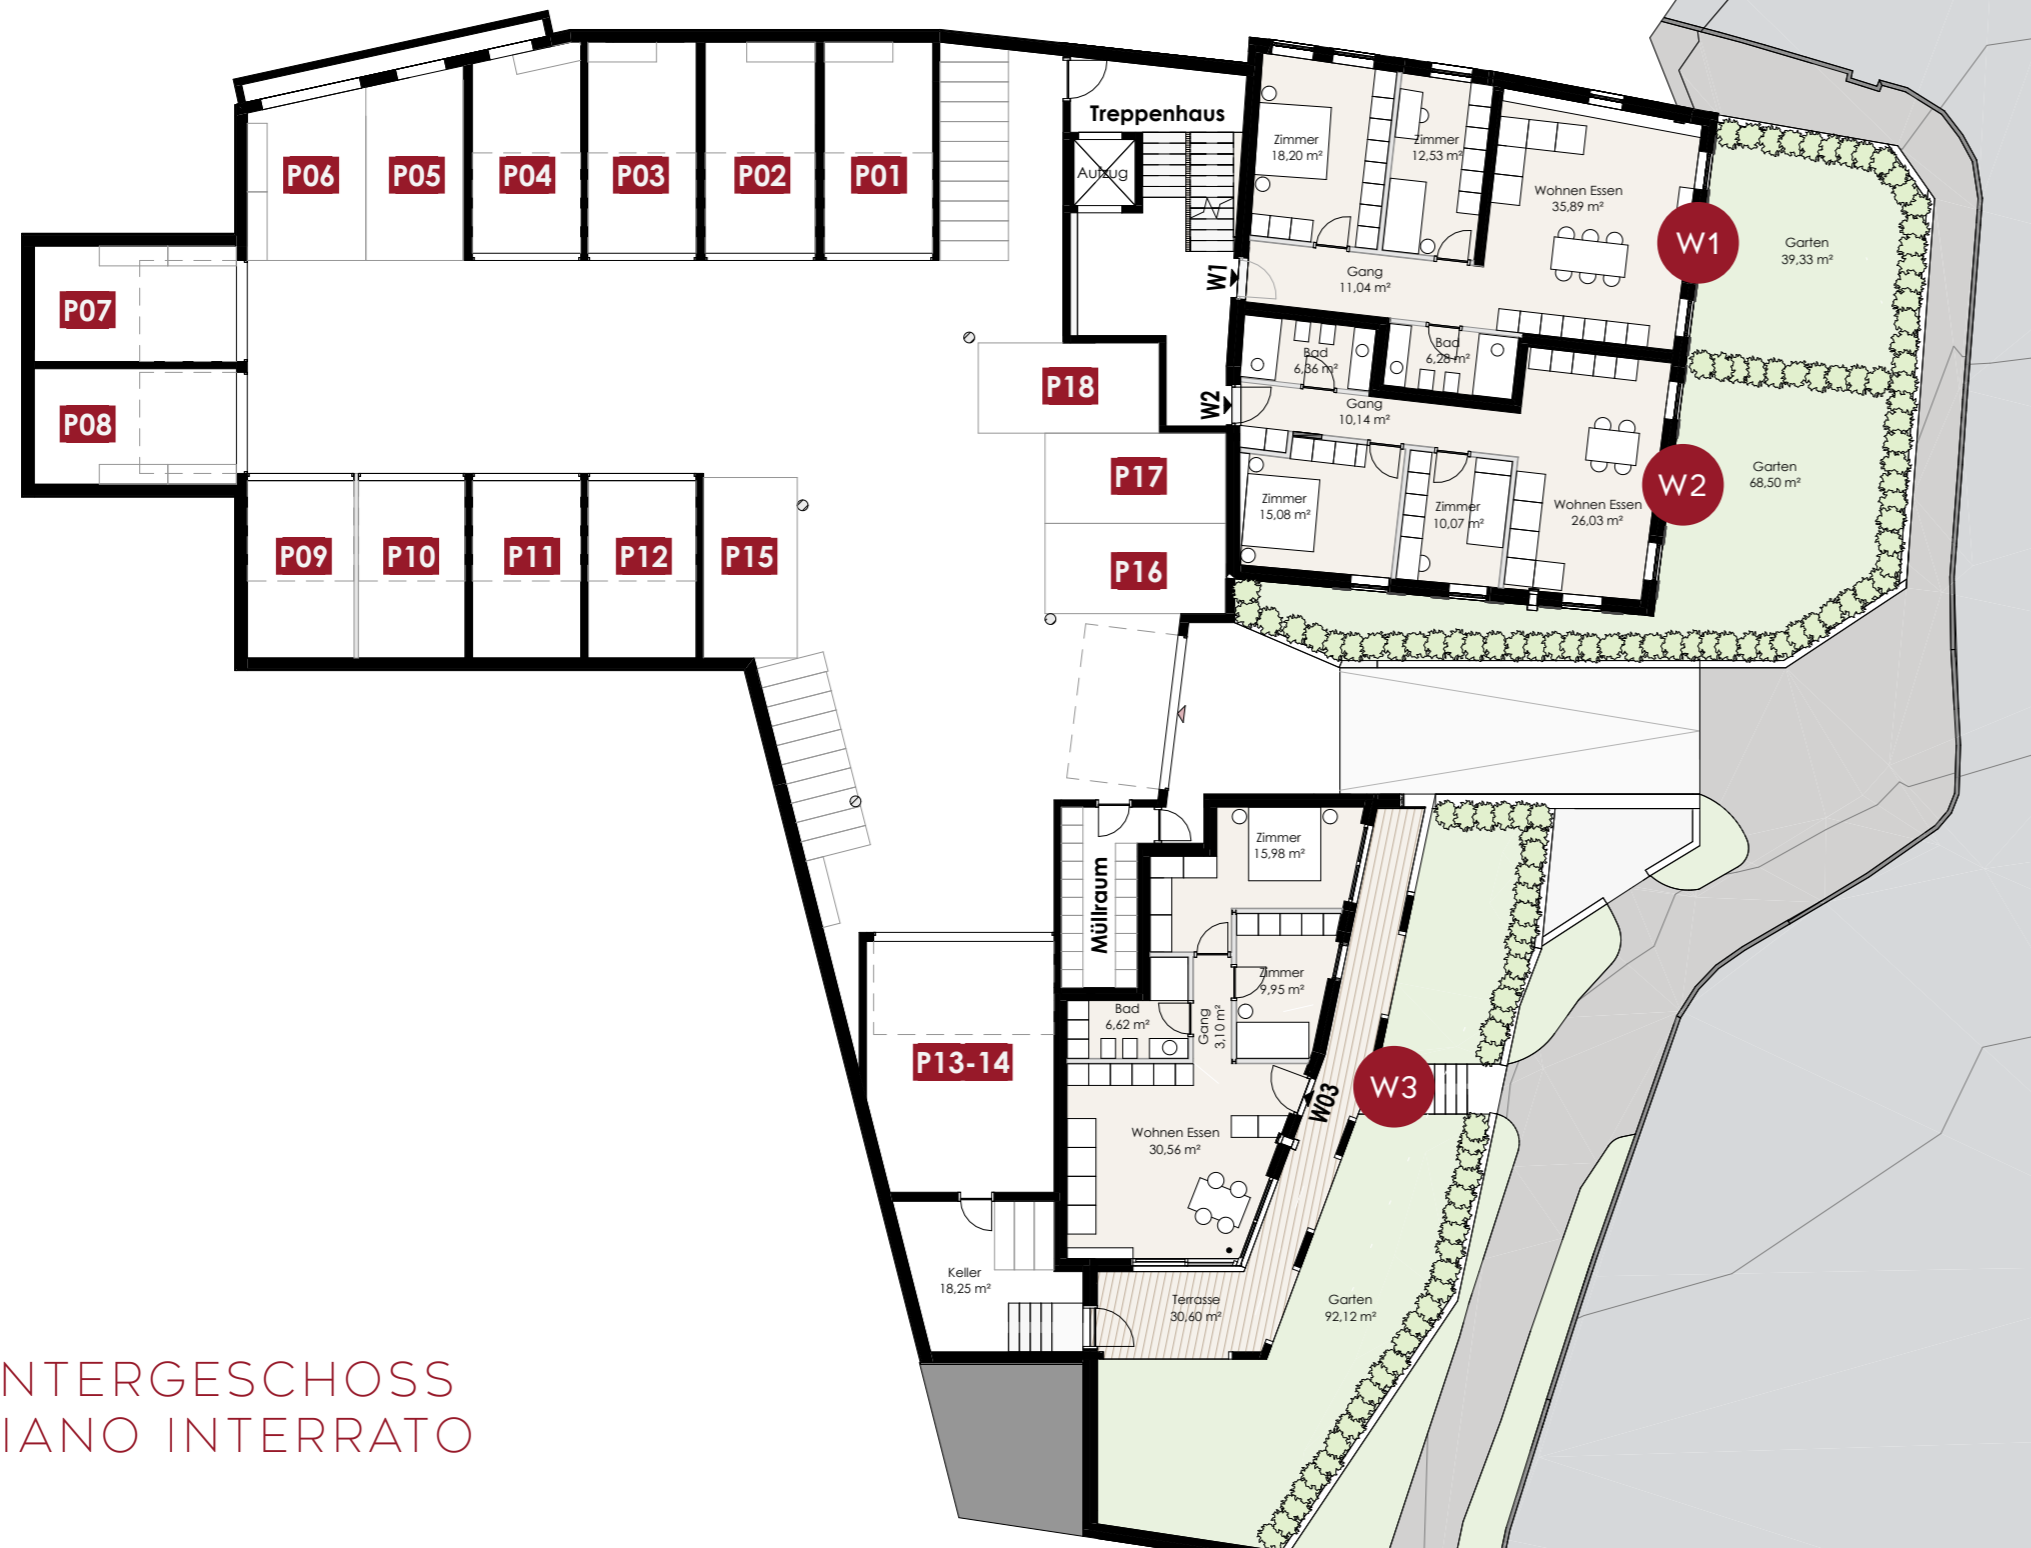 Treppenhaus
Aufzug
P06
P05
P04
P03
P02
P01
P07
P08
P18
P17
P16
P09
P10
P11
P12
P15
P13-14
Zimmer
18,20 m²
Zimmer
12,53 m²
Wohnen Essen
35,89 m²
W1
Garten
39,33 m²
W1
Gang
11,04 m²
Bad
6,36 m²
Bad
6,28 m²
W2
Gang
10,14 m²
Zimmer
15,08 m²
Zimmer
10,07 m²
Wohnen Essen
26,03 m²
W2
Garten
68,50 m²
Müllraum
Zimmer
15,98 m²
Zimmer
9,95 m²
Bad
6,62 m²
Gang
3,10 m²
W03
W3
Wohnen Essen
30,56 m²
Keller
18,25 m²
Terrasse
30,60 m²
Garten
92,12 m²
NTERGESCHOSS
IANO INTERRATO